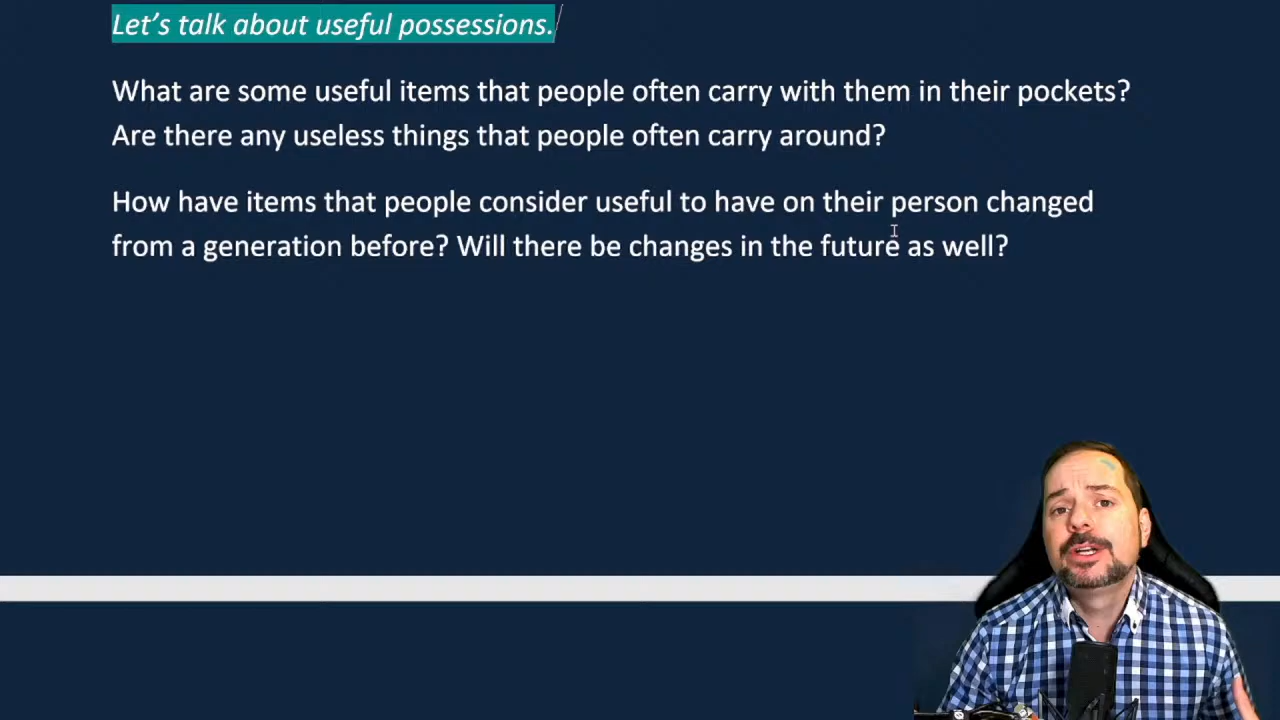 Let’s talk about useful possessions.
What are some useful items that people often carry with them in their pockets?
Are there any useless things that people often carry around?
How have items that people consider useful to have on their person changed
from a generation before? Will there be changes in the future as well?